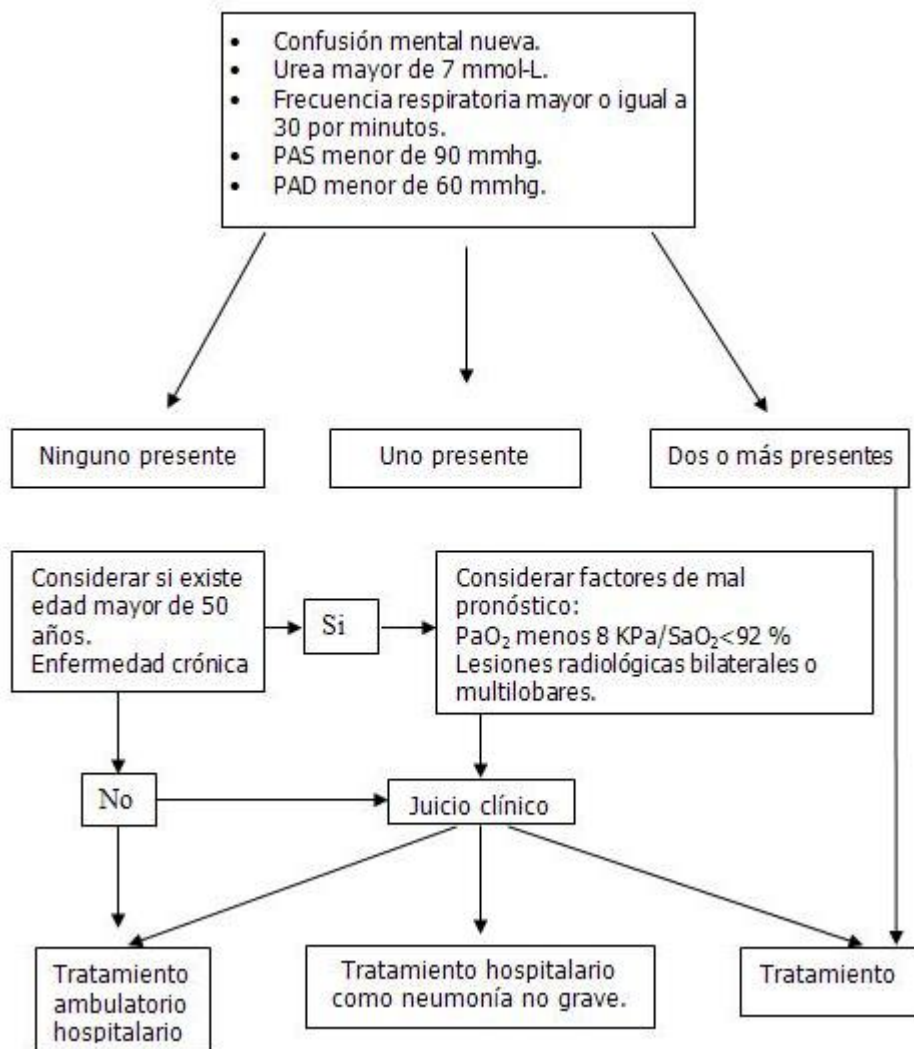 • Confusión mental nueva.
• Urea mayor de 7 mmol-L.
• Frecuencia respiratoria mayor o igual a
30 por minutos.
• PAS menor de 90 mmhg.
• PAD menor de 60 mmhg.
Ninguno presente
Uno presente
Dos o más presentes
Considerar si existe
edad mayor de 50
años.
Enfermedad crónica
Si
Considerar factores de mal
pronóstico:
PaO₂ menos 8 KPa/SaO₂<92 %
Lesiones radiológicas bilaterales o
multilobares.
No
Juicio clínico
Tratamiento
ambulatorio
hospitalario
Tratamiento hospitalario
como neumonía no grave.
Tratamiento